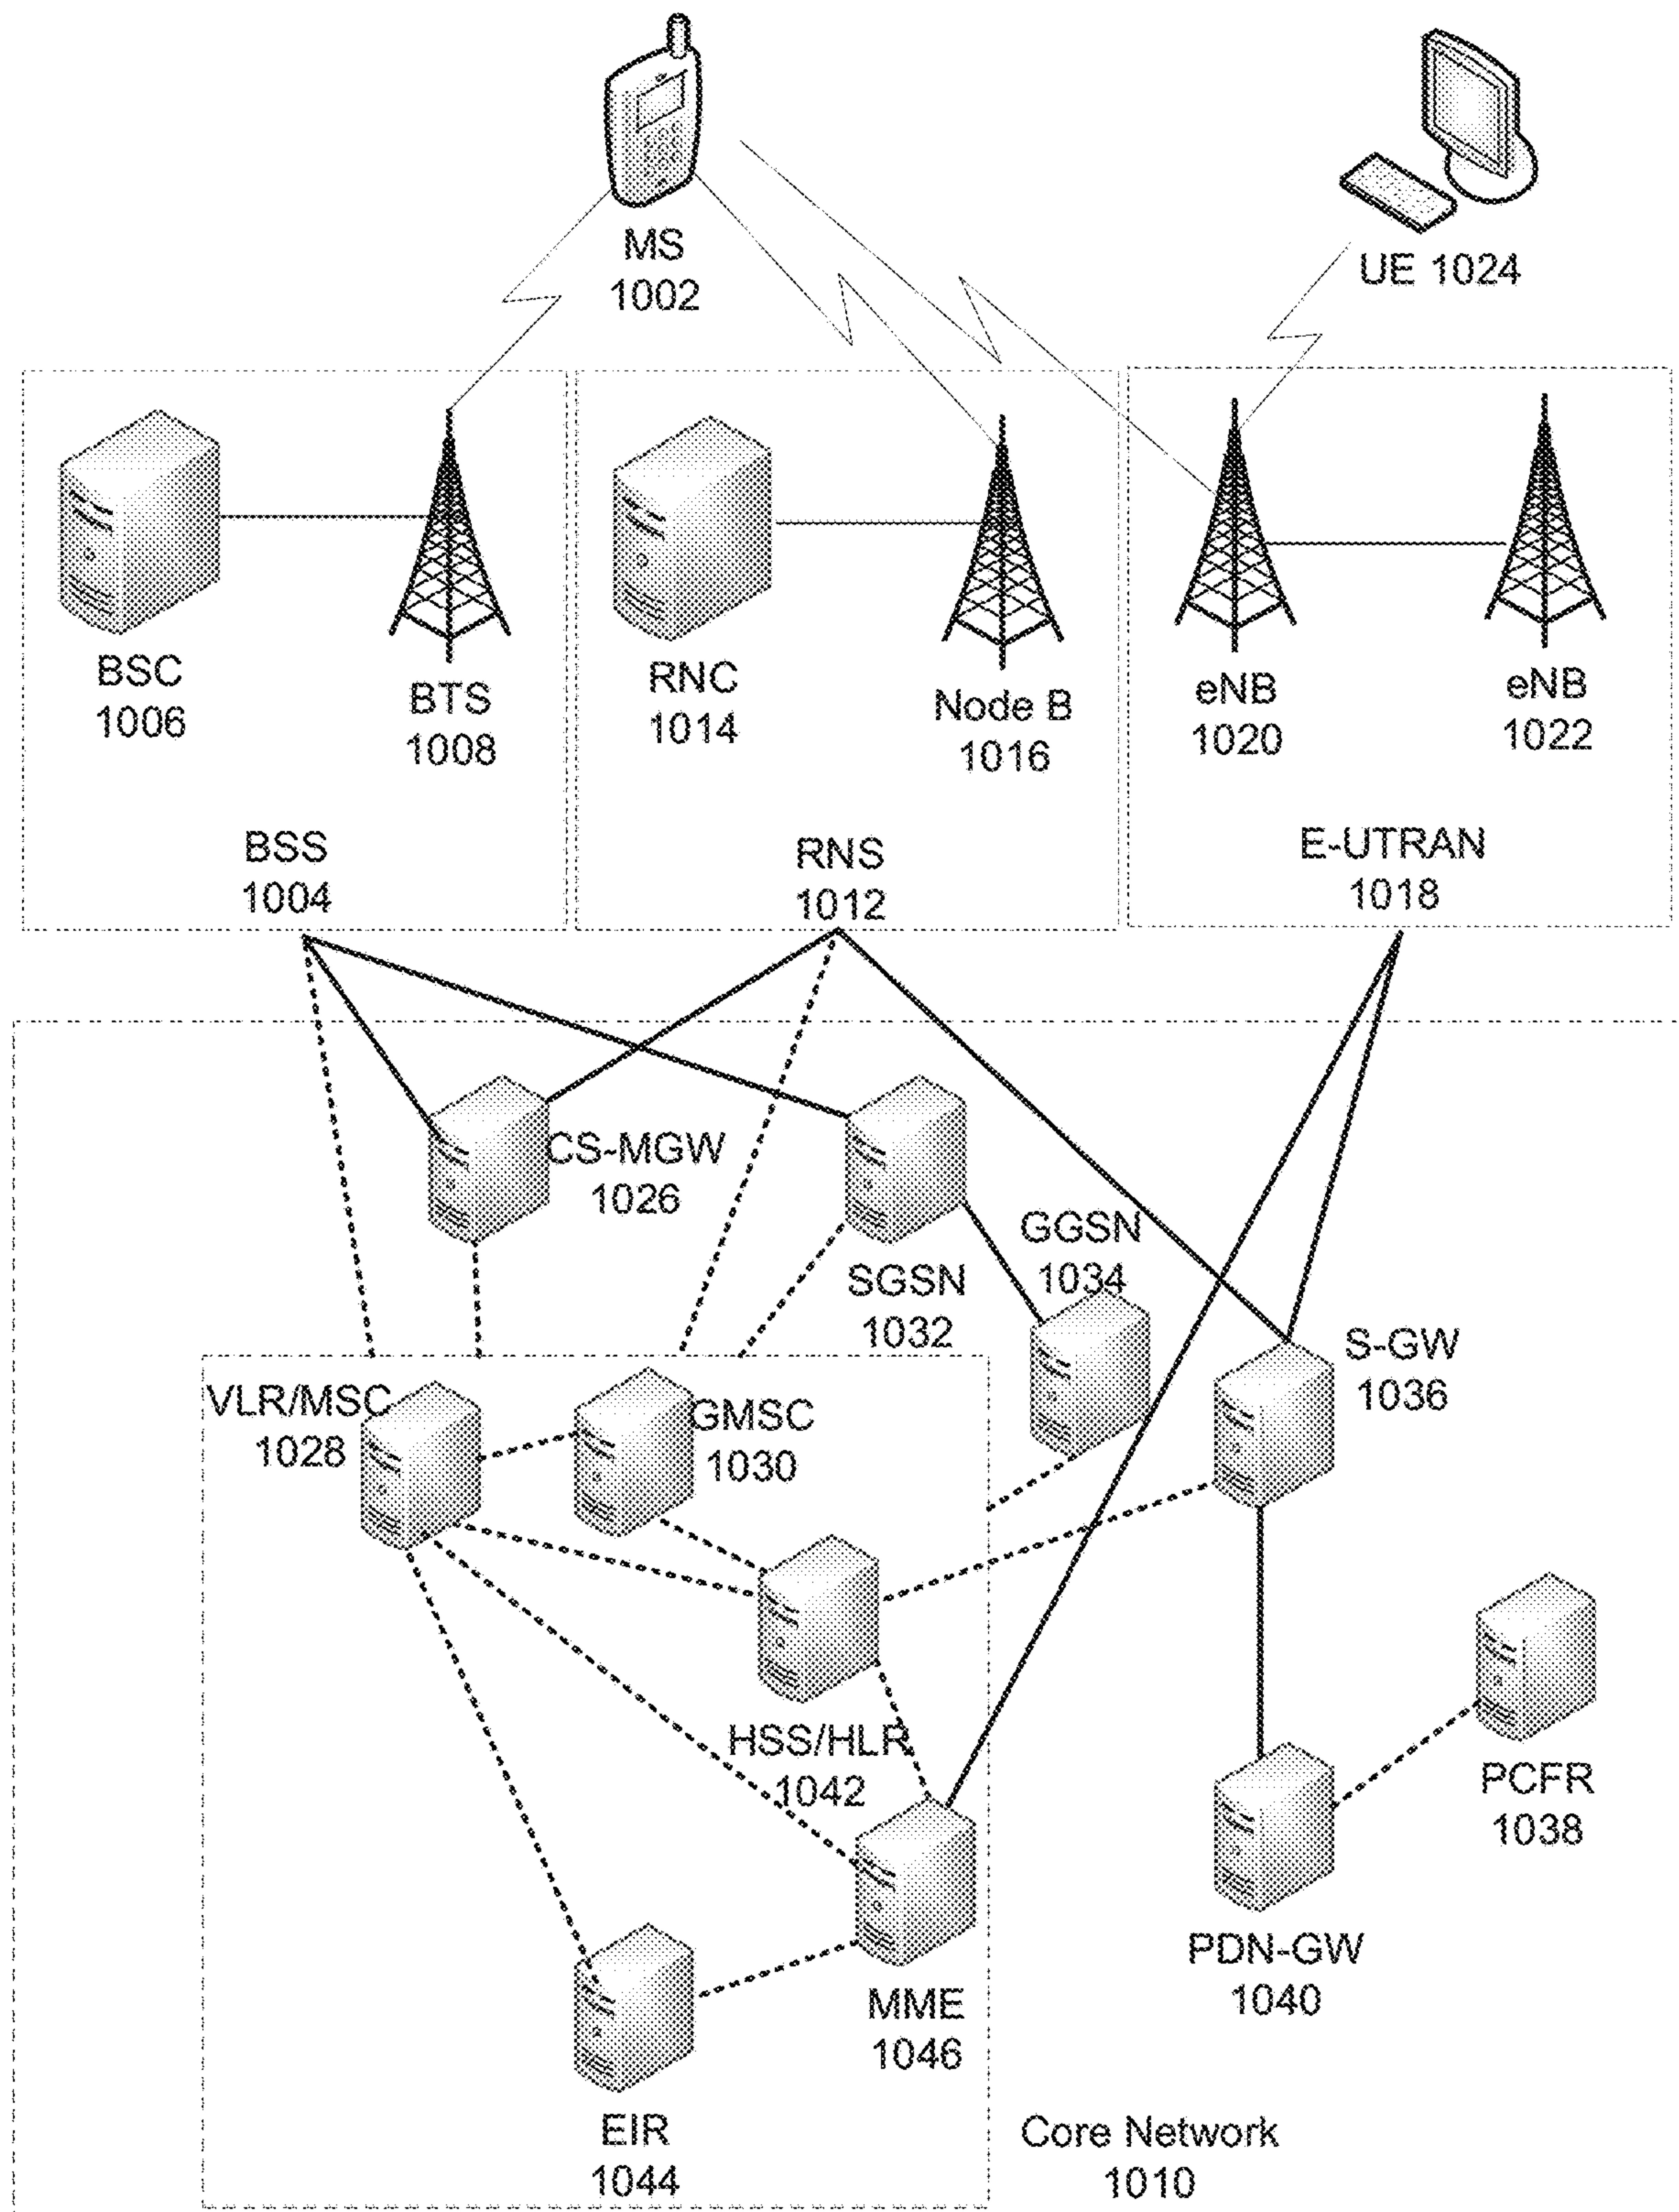 MS
1002
UE 1024
BSC
1006
BTS
1008
BSS
1004
RNC
1014
Node B
1016
RNS
1012
eNB
1020
eNB
1022
E-UTRAN
1018
CS-MGW
1026
SGSN
1032
GGSN
1034
S-GW
1036
VLR/MSC
1028
GMSC
1030
HSS/HLR
1042
PCFR
1038
PDN-GW
1040
MME
1046
EIR
1044
Core Network
1010